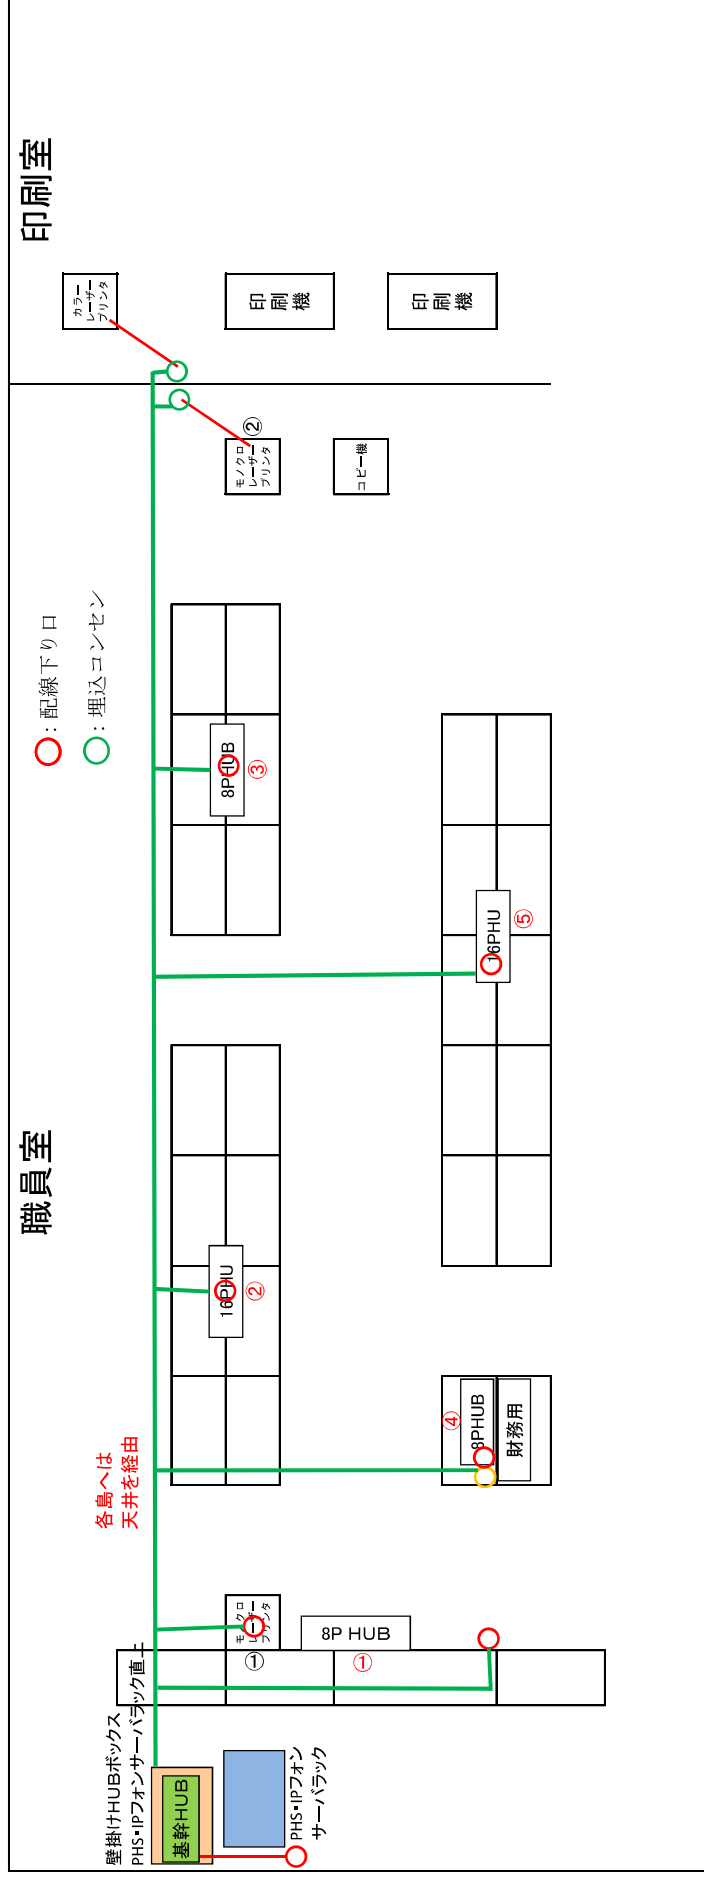 印刷室
カラー
レーザー
プリンタ
印刷機
印刷機
②
モノクロ
レーザー
プリンタ
コピー機
：配線下り口
：埋込コンセン
8PHUB
③
16PHU
⑤
職員室
16PHU
②
④
8PHUB
財務用
各島へは
天井を経由
モノクロ
レーザー
プリンタ
①
8P HUB
①
壁掛けHUBボックス
PHS・IPフォンサーバラック直上
基幹HUB
PHS・IPフォン
サーバラック